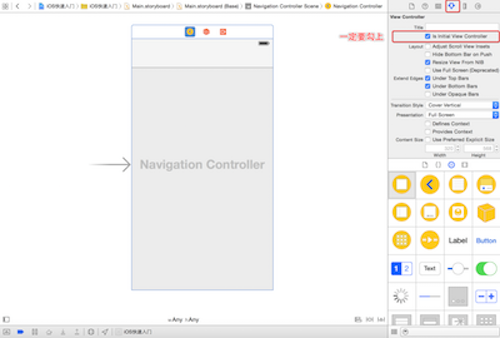 iOS快速入门
iOS快速入门
Main.storyboard
Main.storyboard (Base)
Navigation Controller Scene
Navigation Controller
一定要勾上
View Controller
Title
Is Initial View Controller
Layout
Adjust Scroll View Insets
Hide Bottom Bar on Push
Resize View From NIB
Use Full Screen (Deprecated)
Extend Edges
Under Top Bars
Under Bottom Bars
Under Opaque Bars
Transition Style
Cover Vertical
Presentation
Full Screen
Defines Context
Provides Context
Content Size
Use Preferred Explicit Size
Width
Height
Navigation Controller
Label
Button
1 2
Text
wAny hAny
iOS快速入门